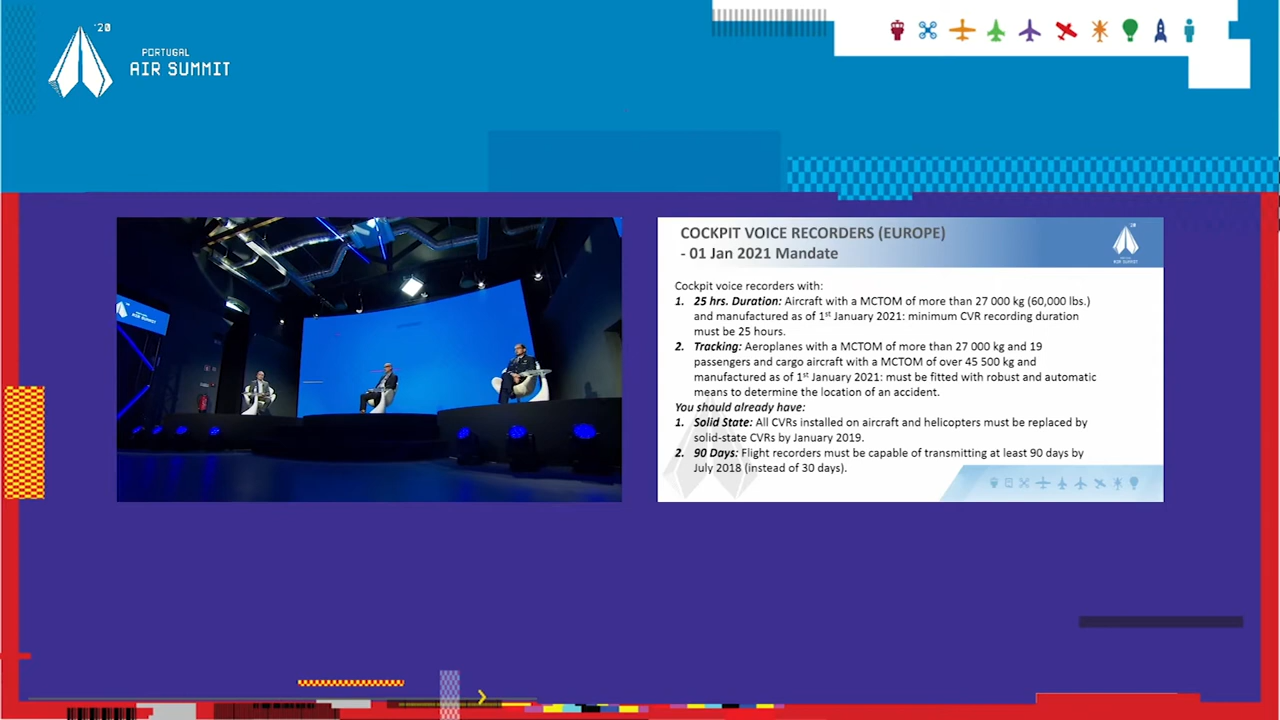 '20
PORTUGAL
AIR SUMMIT
AIR SUMMIT
COCKPIT VOICE RECORDERS (EUROPE)
- 01 Jan 2021 Mandate
Cockpit voice recorders with:
1. 25 hrs. Duration: Aircraft with a MCTOM of more than 27 000 kg (60,000 lbs.)
and manufactured as of 1st January 2021: minimum CVR recording duration
must be 25 hours.
2. Tracking: Aeroplanes with a MCTOM of more than 27 000 kg and 19
passengers and cargo aircraft with a MCTOM of over 45 500 kg and
manufactured as of 1st January 2021: must be fitted with robust and automatic
means to determine the location of an accident.
You should already have:
1. Solid State: All CVRs installed on aircraft and helicopters must be replaced by
solid-state CVRs by January 2019.
2. 90 Days: Flight recorders must be capable of transmitting at least 90 days by
July 2018 (instead of 30 days).